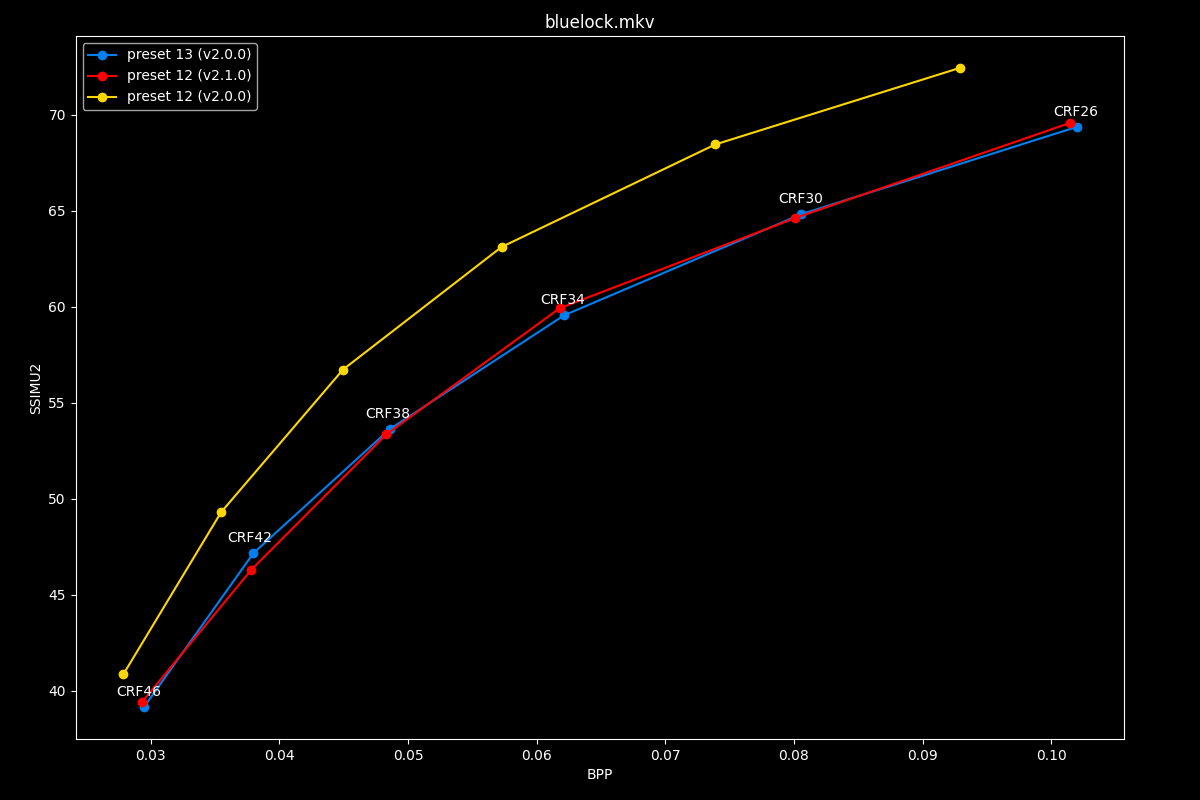 bluelock.mkv
preset 13 (v2.0.0)
preset 12 (v2.1.0)
preset 12 (v2.0.0)
CRF26
CRF30
CRF34
CRF38
CRF42
CRF46
70
65
60
55
50
45
40
SSIMU2
0.03 0.04 0.05 0.06 0.07 0.08 0.09 0.10
BPP